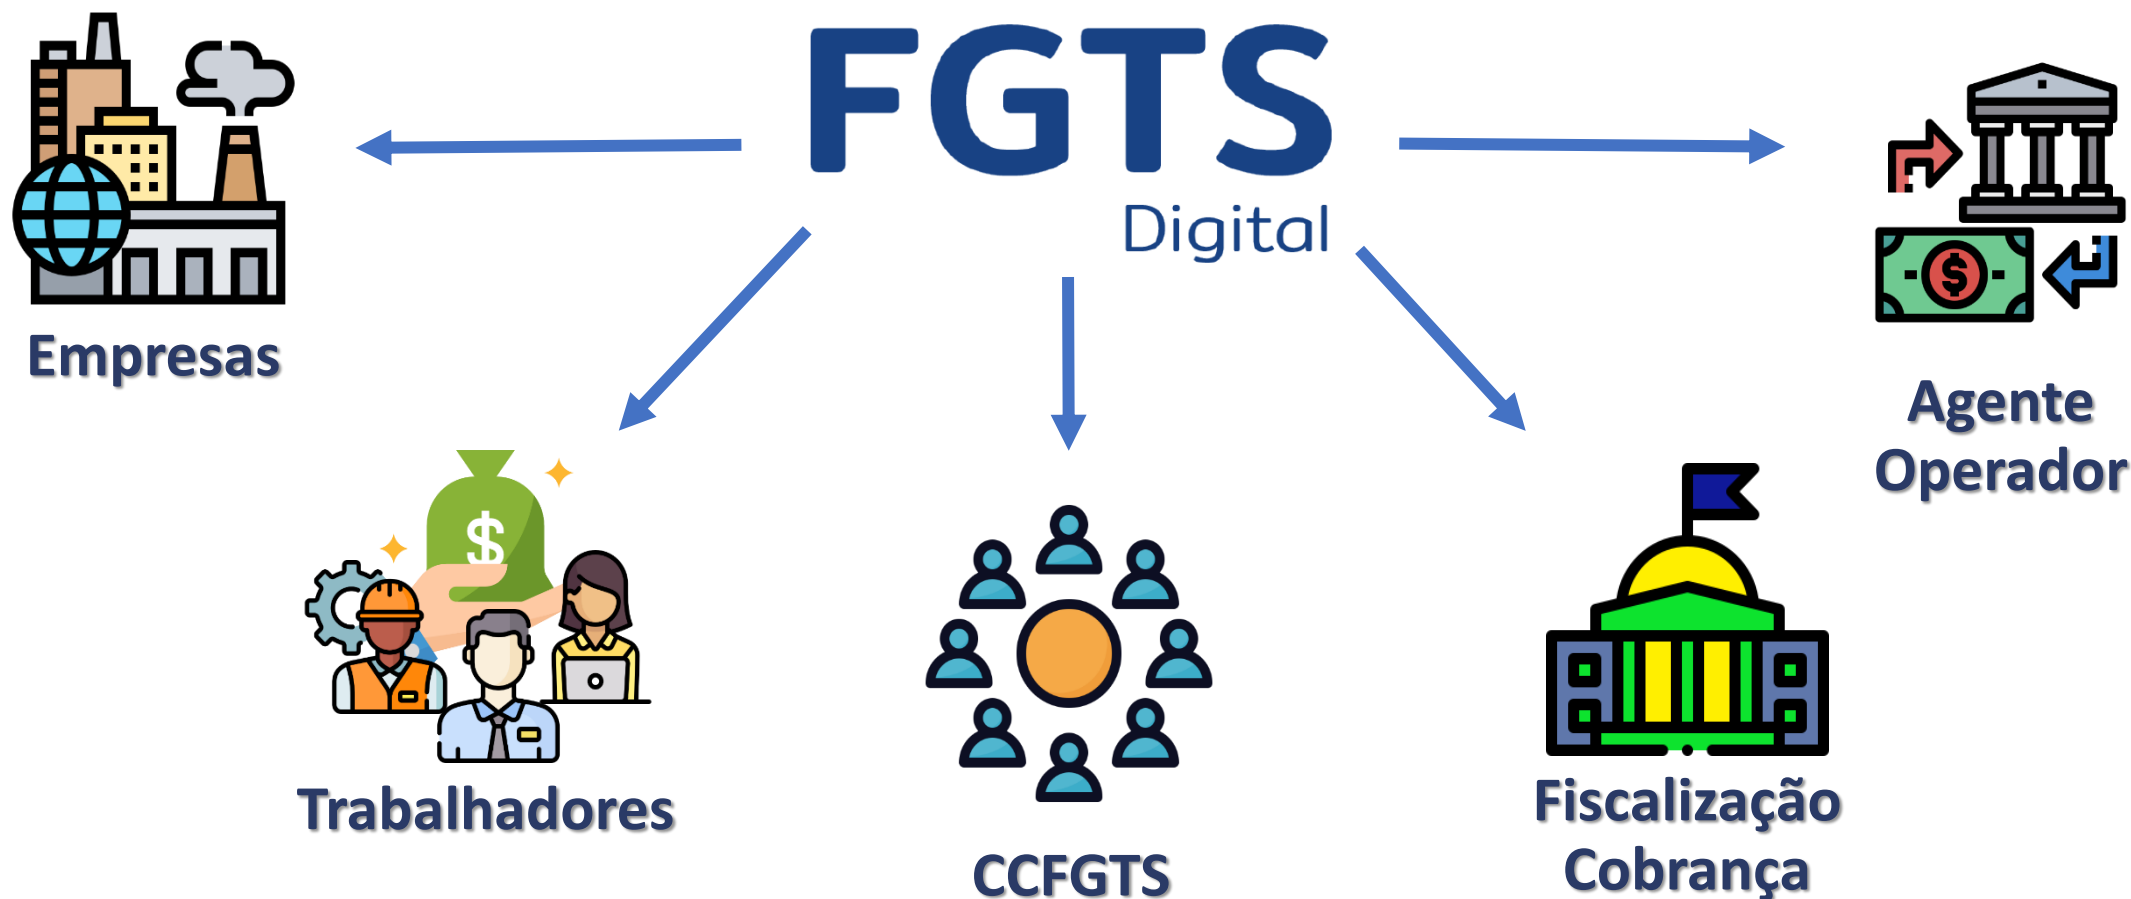 FGTS
Digital
Empresas
Agente
Operador
Trabalhadores
CCFGTS
Fiscalização
Cobrança